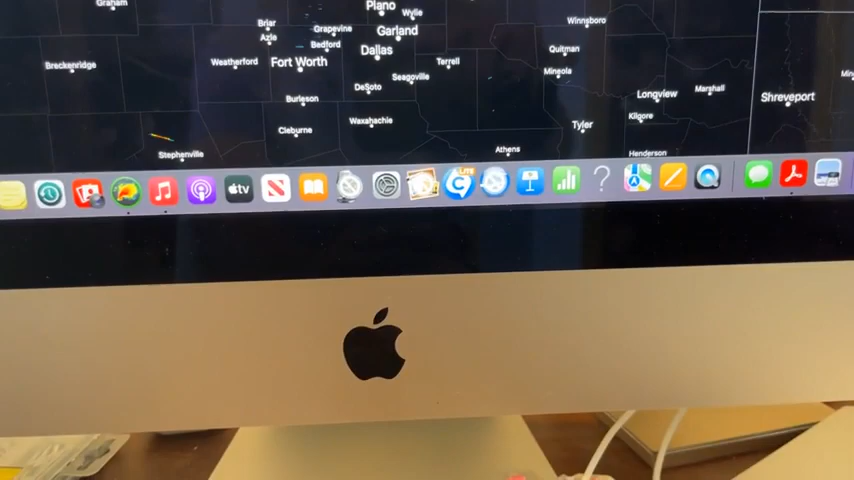 Graham
Plano
Wylie
Briar
Grapevine
Winnsboro
Azle
Garland
Bedford
Dallas
Quitman
Breckenridge
Weatherford
Fort Worth
Terrell
Mineola
Seagoville
DeSoto
Longview
Marshall
Shreveport
Burleson
Kilgore
Waxahachie
Cleburne
Tyler
Stephenville
Athens
Henderson
tv
LITE